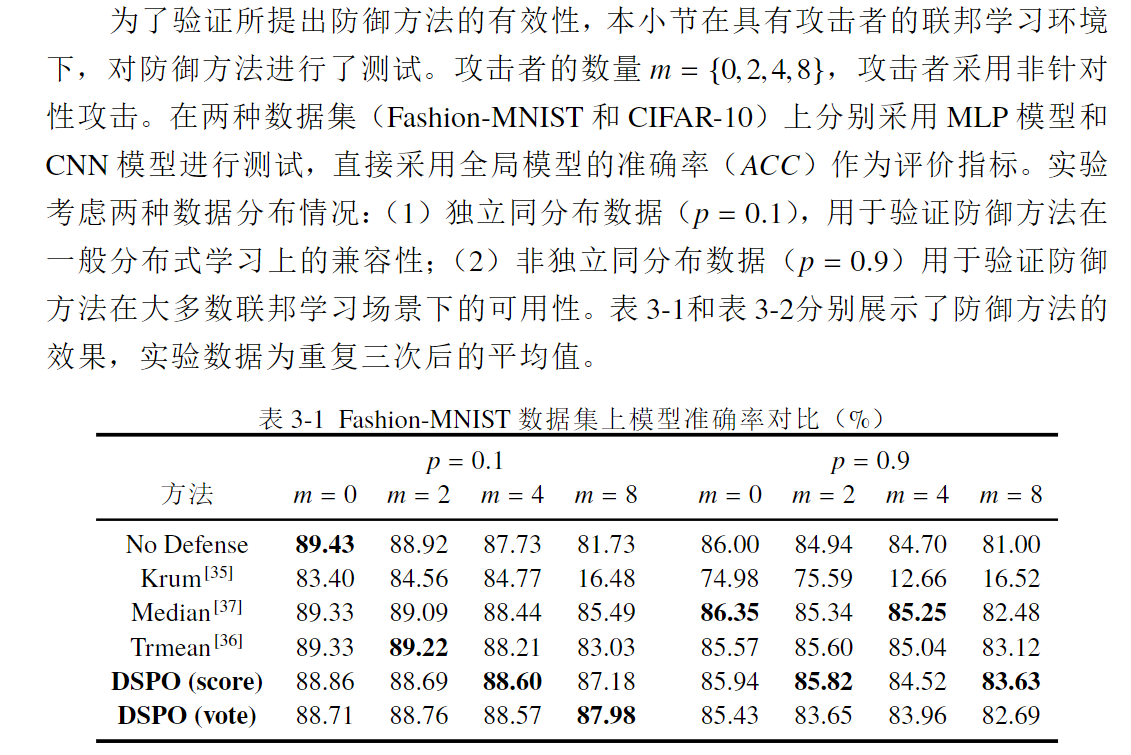 为了验证所提出防御方法的有效性，本小节在具有攻击者的联邦学习环境
下，对防御方法进行了测试。攻击者的数量 m = {0, 2, 4, 8}，攻击者采用非针对
性攻击。在两种数据集（Fashion-MNIST 和 CIFAR-10）上分别采用 MLP 模型和
CNN 模型进行测试，直接采用全局模型的准确率（ACC）作为评价指标。实验
考虑两种数据分布情况：（1）独立同分布数据（p = 0.1），用于验证防御方法在
一般分布式学习上的兼容性；（2）非独立同分布数据（p = 0.9）用于验证防御
方法在大多数联邦学习场景下的可用性。表 3-1和表 3-2分别展示了防御方法的
效果，实验数据为重复三次后的平均值。
表 3-1 Fashion-MNIST 数据集上模型准确率对比（%）
p = 0.1 p = 0.9
方法 m = 0 m = 2 m = 4 m = 8 m = 0 m = 2 m = 4 m = 8
No Defense 89.43 88.92 87.73 81.73 86.00 84.94 84.70 81.00
Krum[35] 83.40 84.56 84.77 16.48 74.98 75.59 12.66 16.52
Median[37] 89.33 89.09 88.44 85.49 86.35 85.34 85.25 82.48
Trmean[36] 89.33 89.22 88.21 83.03 85.57 85.60 85.04 83.12
DSPO (score) 88.86 88.69 88.60 87.18 85.94 85.82 84.52 83.63
DSPO (vote) 88.71 88.76 88.57 87.98 85.43 83.65 83.96 82.69